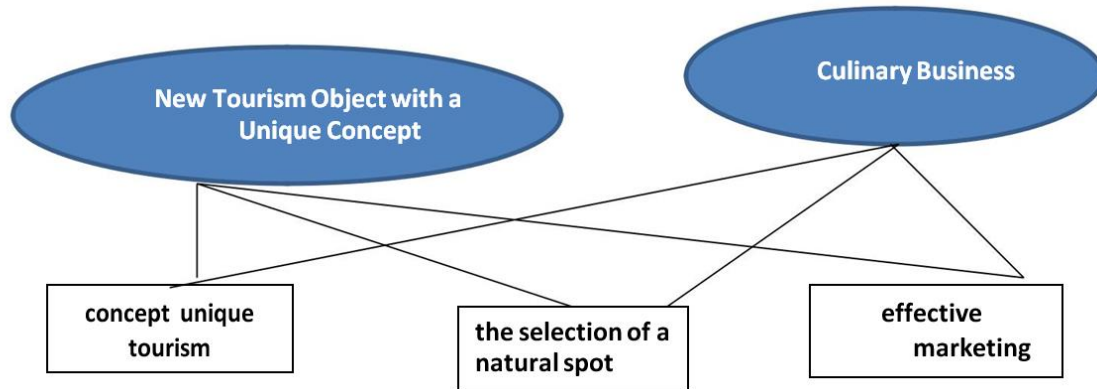 New Tourism Object with a
Unique Concept
Culinary Business
concept unique
tourism
the selection of a
natural spot
effective
marketing